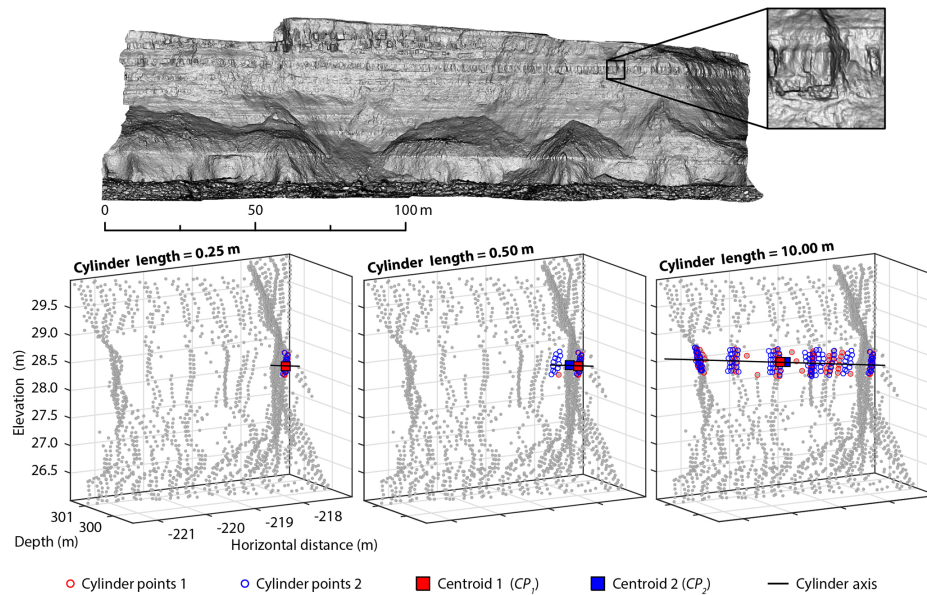 0 50 100 m
Cylinder length = 0.25 m
Cylinder length = 0.50 m
Cylinder length = 10.00 m
29.5
29.0
28.5
28.0
27.5
27.0
26.5
Elevation (m)
301
300
Depth (m)
-221
-220
-219
-218
Horizontal distance (m)
Cylinder points 1
Cylinder points 2
Centroid 1 (CP1)
Centroid 2 (CP2)
Cylinder axis